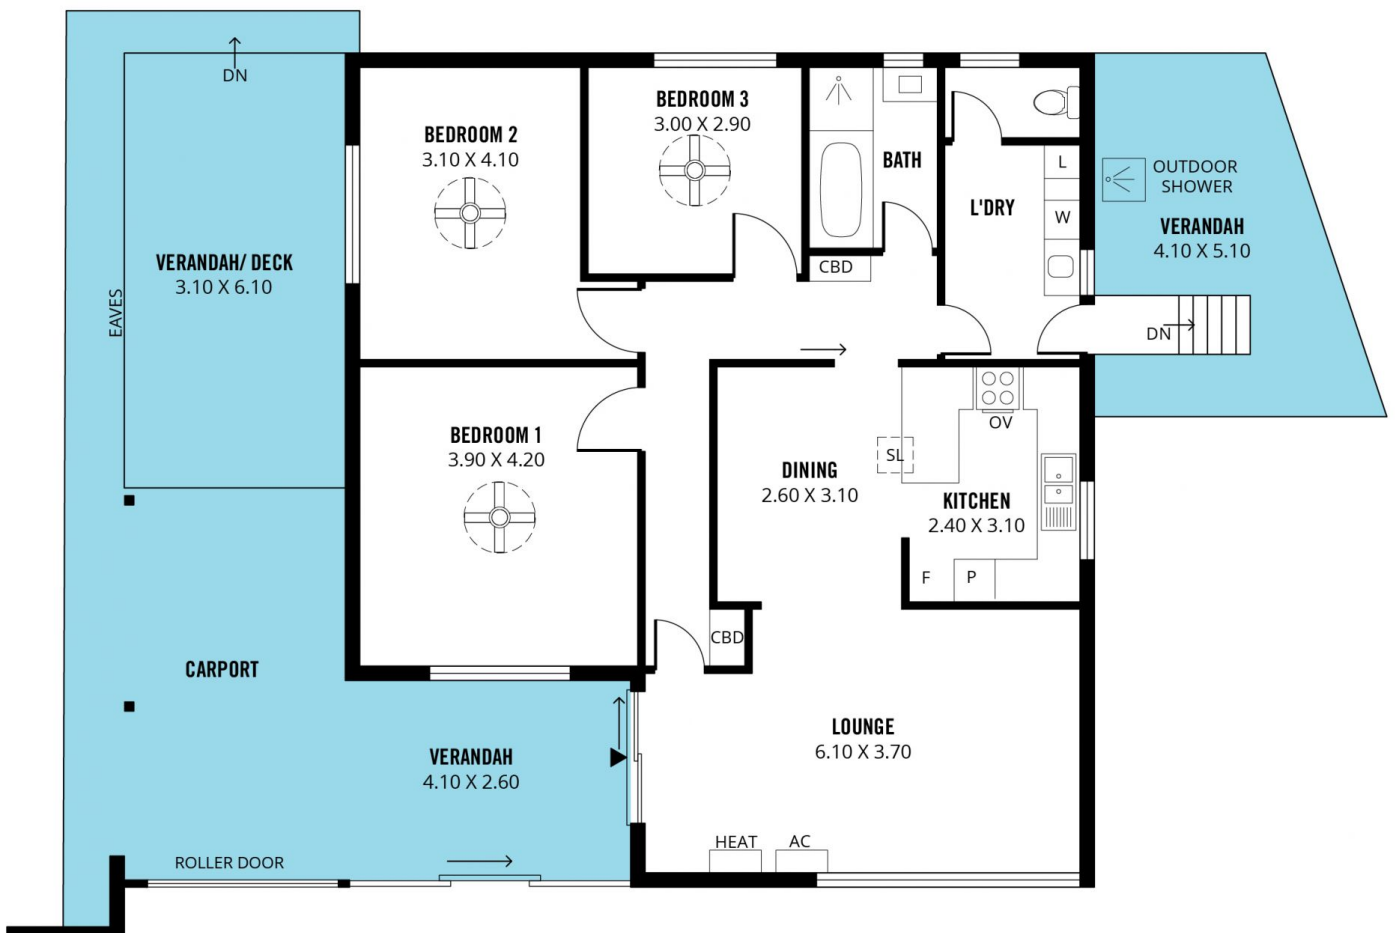 DN
BEDROOM 2
3.10 X 4.10
BEDROOM 3
3.00 X 2.90
BATH
L'DRY
L
W
OUTDOOR
SHOWER
VERANDAH
4.10 X 5.10
VERANDAH/ DECK
3.10 X 6.10
EAVES
CBD
DN
BEDROOM 1
3.90 X 4.20
DINING
2.60 X 3.10
SL
OV
KITCHEN
2.40 X 3.10
F
P
CBD
CARPORT
VERANDAH
4.10 X 2.60
LOUNGE
6.10 X 3.70
HEAT
AC
ROLLER DOOR